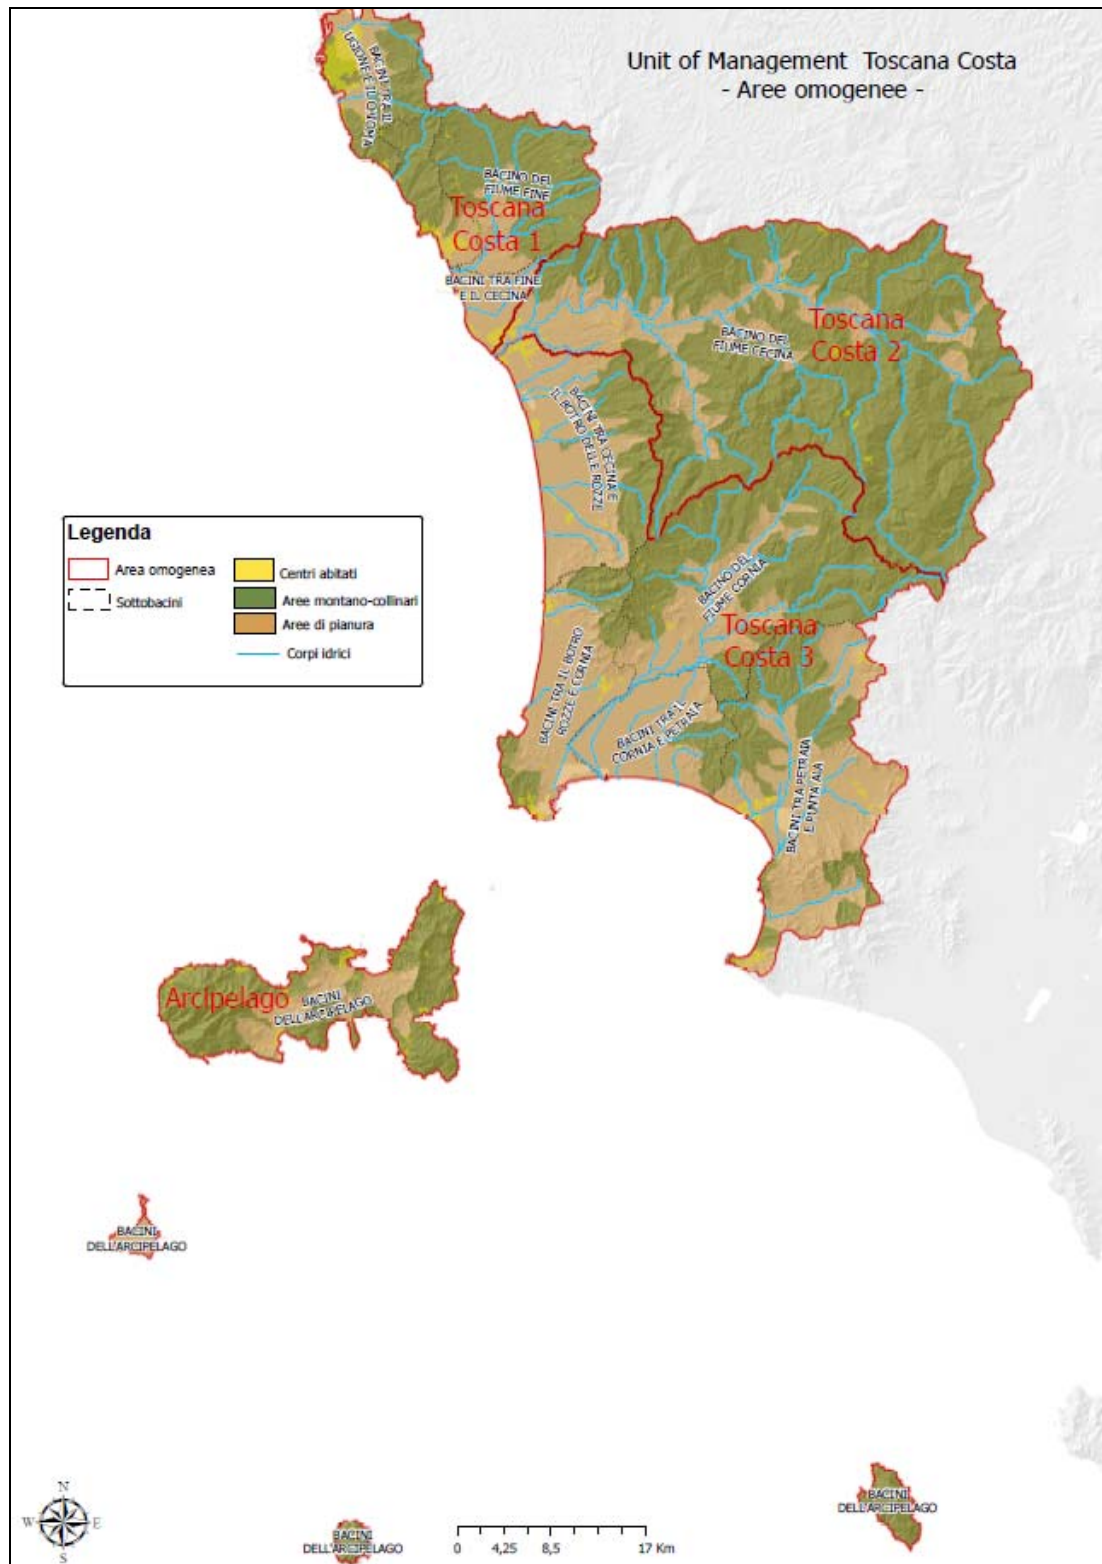 Unit of Management Toscana Costa
- Aree omogenee -
BACINI TRA IL
UGIONE E IL CHIOMA
BACINO DEL
FIUME FINE
Toscana
Costa 1
BACINI TRA FINE
E IL CECINA
Toscana
Costa 2
BACINO DEL
FIUME CECINA
BACINI TRA CECINA E
IL BOTRO DELLE ROZZE
Legenda
Area omogenea
Sottobacini
Centri abitati
Aree montano-collinari
Aree di pianura
Corpi idrici
BACINO DEL
FIUME CORNIA
Toscana
Costa 3
BACINI TRA IL BOTRO
ROZZE E CORNIA
BACINI TRA IL
CORNIA E PETRAIA
BACINI TRA PETRAIA
E PUNTA AIA
Arcipelago
BACINI
DELL'ARCIPELAGO
BACINI
DELL'ARCIPELAGO
BACINI
DELL'ARCIPELAGO
BACINI
DELL'ARCIPELAGO
N
W E
S
0 4,25 8,5 17 Km